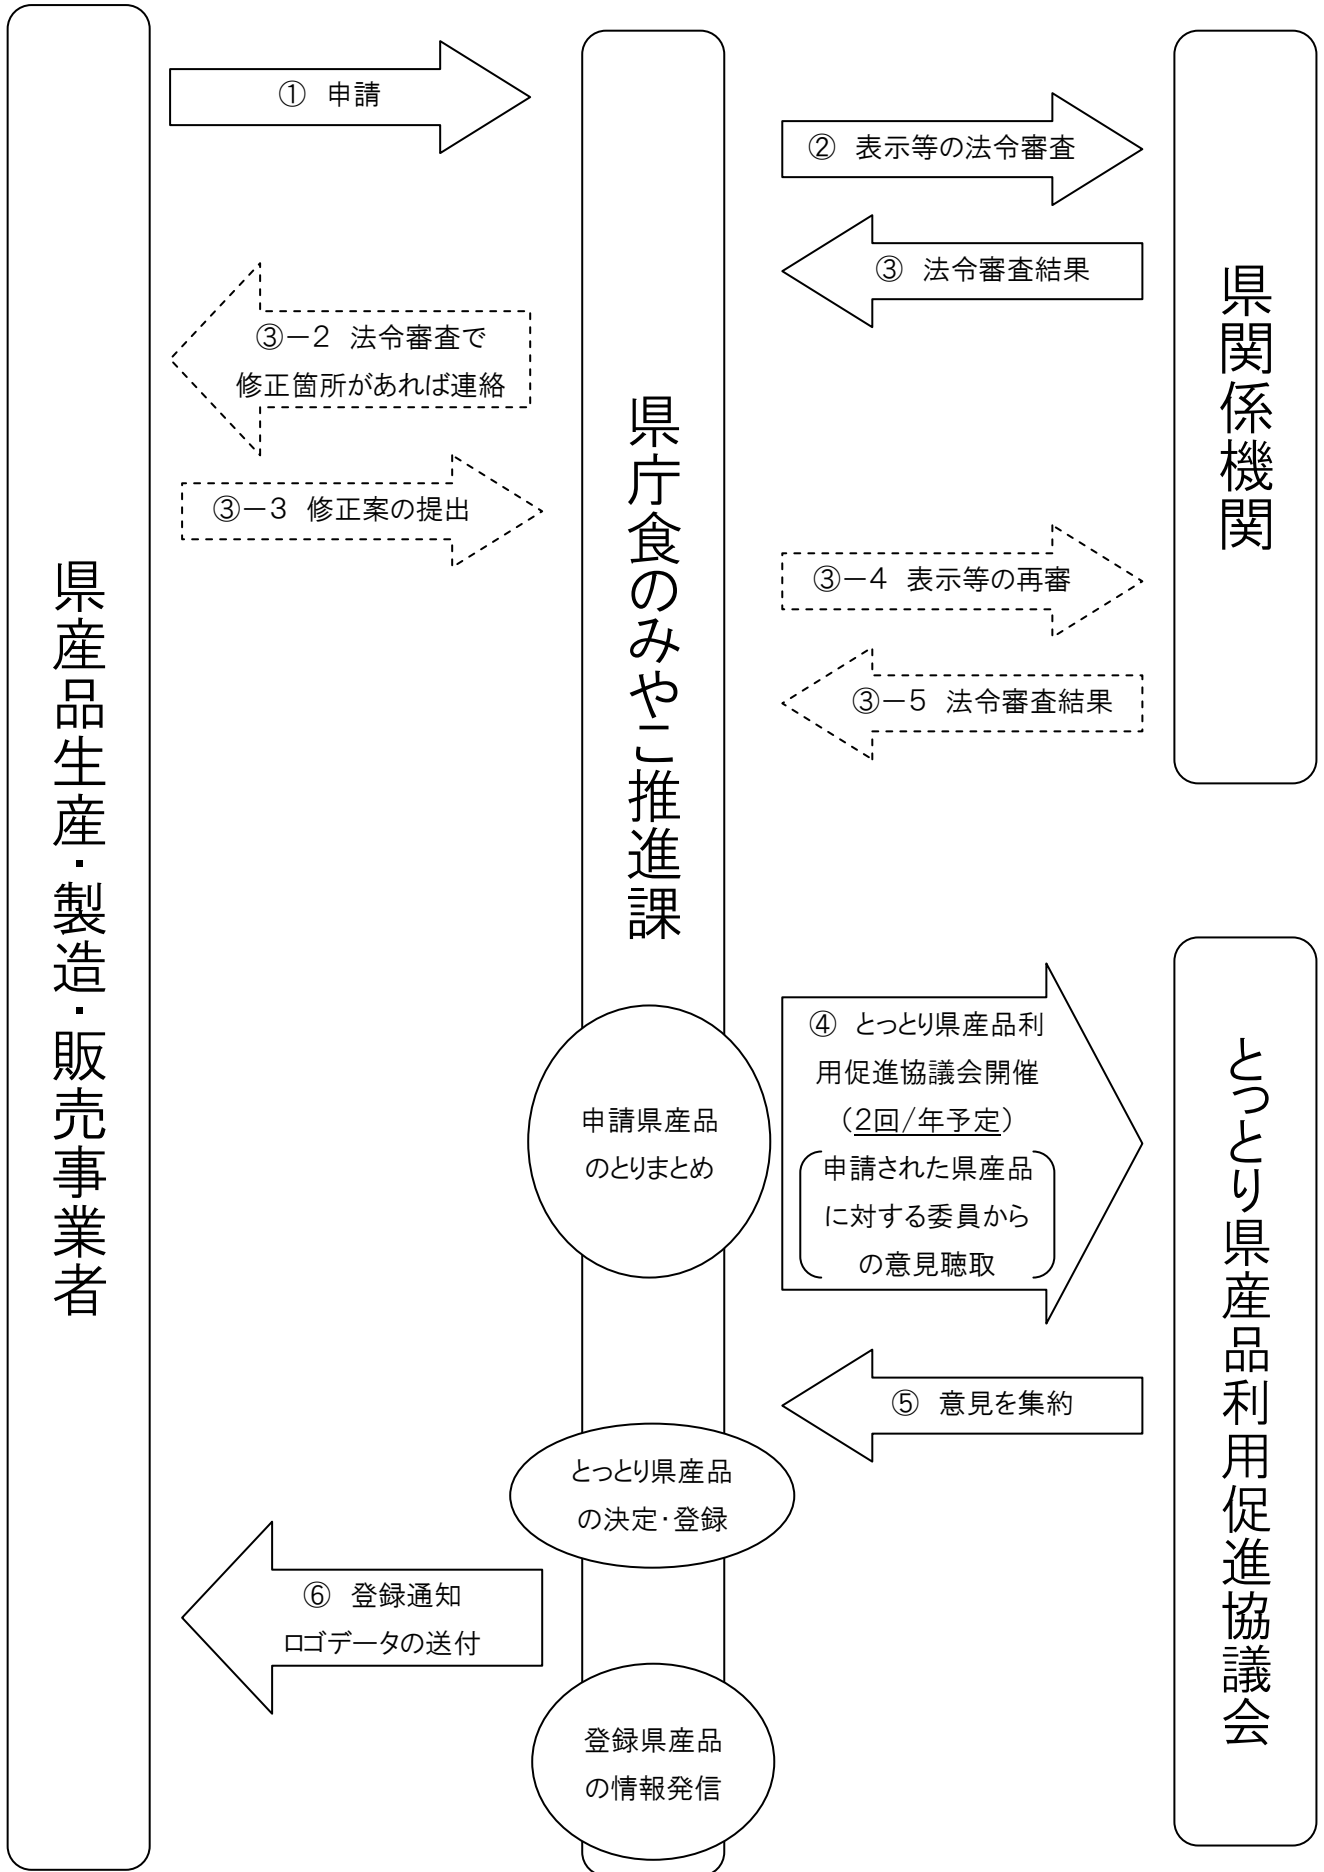 県産品生産・製造・販売事業者
県庁食のみやこ推進課
県関係機関
とっとり県産品利用促進協議会
① 申請
② 表示等の法令審査
③ 法令審査結果
③－2 法令審査で
修正箇所があれば連絡
③－3 修正案の提出
③－4 表示等の再審
③－5 法令審査結果
申請県産品
のとりまとめ
④ とっとり県産品利
用促進協議会開催
（2回/年予定）
申請された県産品
に対する委員から
の意見聴取
⑤ 意見を集約
とっとり県産品
の決定・登録
⑥ 登録通知
ロゴデータの送付
登録県産品
の情報発信